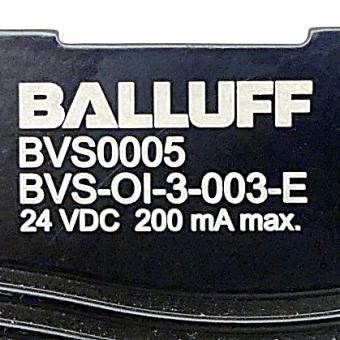 BALLUFF
BVS0005
BVS-OI-3-003-E
24 VDC 200 mA max.